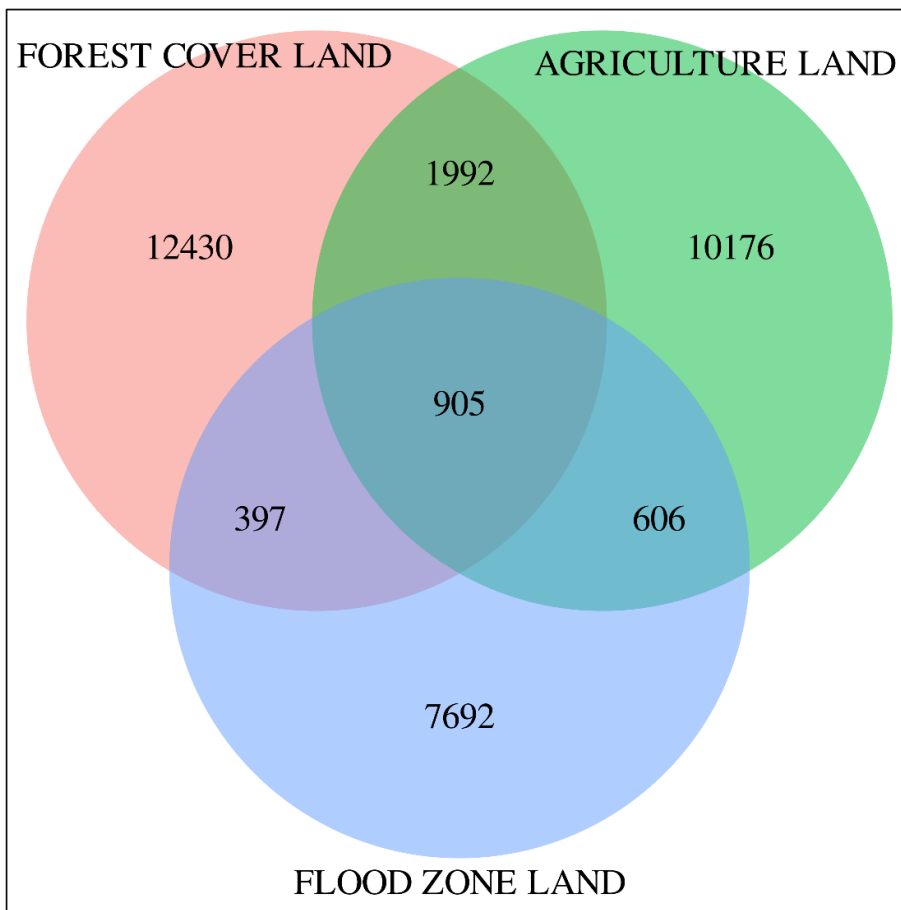 FOREST COVER LAND
AGRICULTURE LAND
1992
12430
10176
905
397
606
7692
FLOOD ZONE LAND